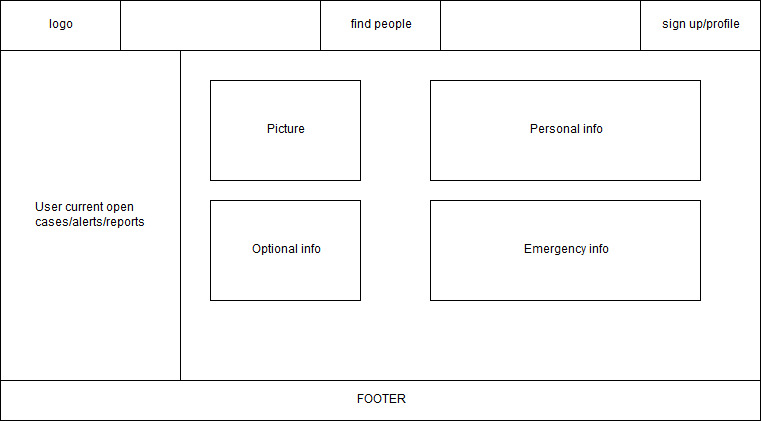 logo
find people
sign up/profile
Picture
Personal info
User current open
cases/alerts/reports
Optional info
Emergency info
FOOTER